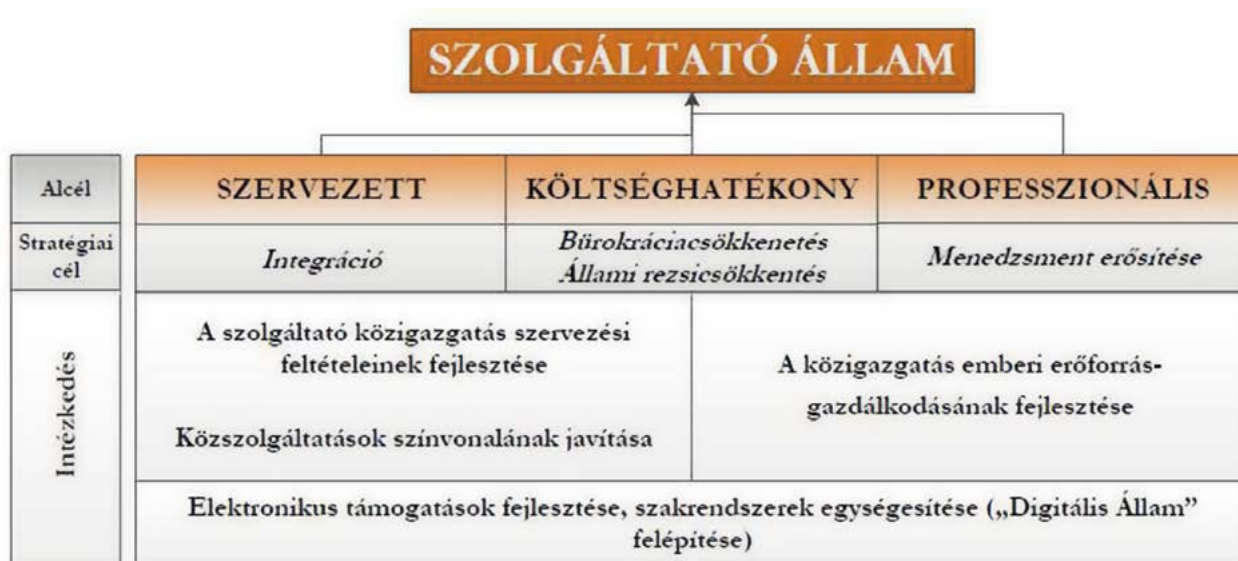 SZOLGÁLTATÓ ÁLLAM
Alcél
SZERVEZETT
KÖLTSÉGHATÉKONY
PROFESSZIONÁLIS
Stratégiai
cél
Integráció
Bürokráciacsökkenetés
Állami rezsicsökkentés
Menedzsment erősítése
Intézkedés
A szolgáltató közigazgatás szervezési
feltételeinek fejlesztése
Közszolgáltatások színvonalának javítása
A közigazgatás emberi erőforrás-
gazdálkodásának fejlesztése
Elektronikus támogatások fejlesztése, szakrendszerek egységesítése („Digitális Állam”
felépítése)